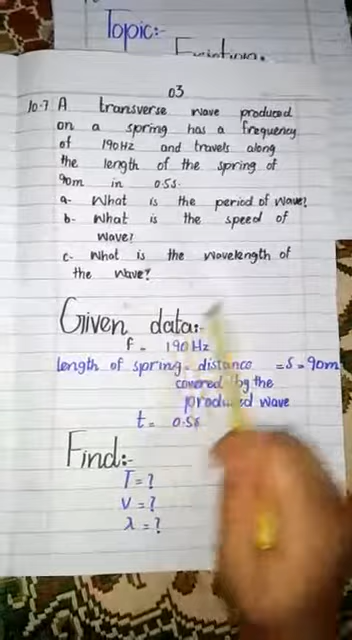 Topic:-
03
10.7 A transverse wave produced
on a spring has a frequency
of 190Hz and travels along
the length of the spring of
90m in 0.5s.
a- What is the period of wave?
b- What is the speed of
wave?
c- What is the wavelength of
the wave?
Given data:-
f = 190Hz
length of spring = distance = S = 90m
covered by the
produced wave
t = 0.5s
Find:-
T = ?
V = ?
λ = ?